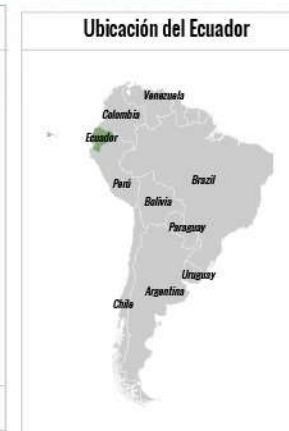 Ubicación del Ecuador
Venezuela
Colombia
Ecuador
Perú
Brazil
Bolivia
Paraguay
Uruguay
Argentina
Chile